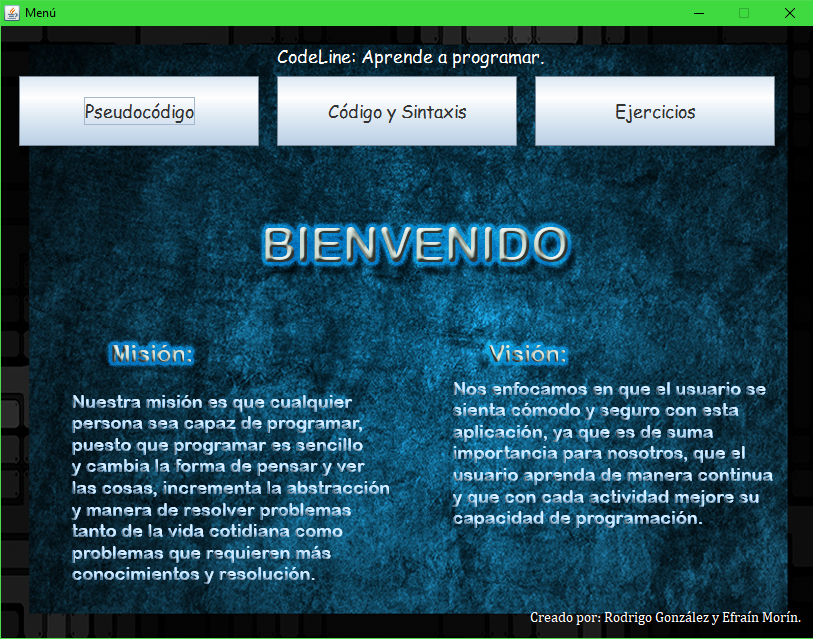 Menú
CodeLine: Aprende a programar.
Pseudocódigo
Código y Sintaxis
Ejercicios
BIENVENIDO
Misión:
Nuestra misión es que cualquier
persona sea capaz de programar,
puesto que programar es sencillo
y cambia la forma de pensar y ver
las cosas, incrementa la abstracción
y manera de resolver problemas
tanto de la vida cotidiana como
problemas que requieren más
conocimientos y resolución.
Visión:
Nos enfocamos en que el usuario se
sienta cómodo y seguro con esta
aplicación, ya que es de suma
importancia para nosotros, que el
usuario aprenda de manera continua
y que con cada actividad mejore su
capacidad de programación.
Creado por: Rodrigo González y Efraín Morín.